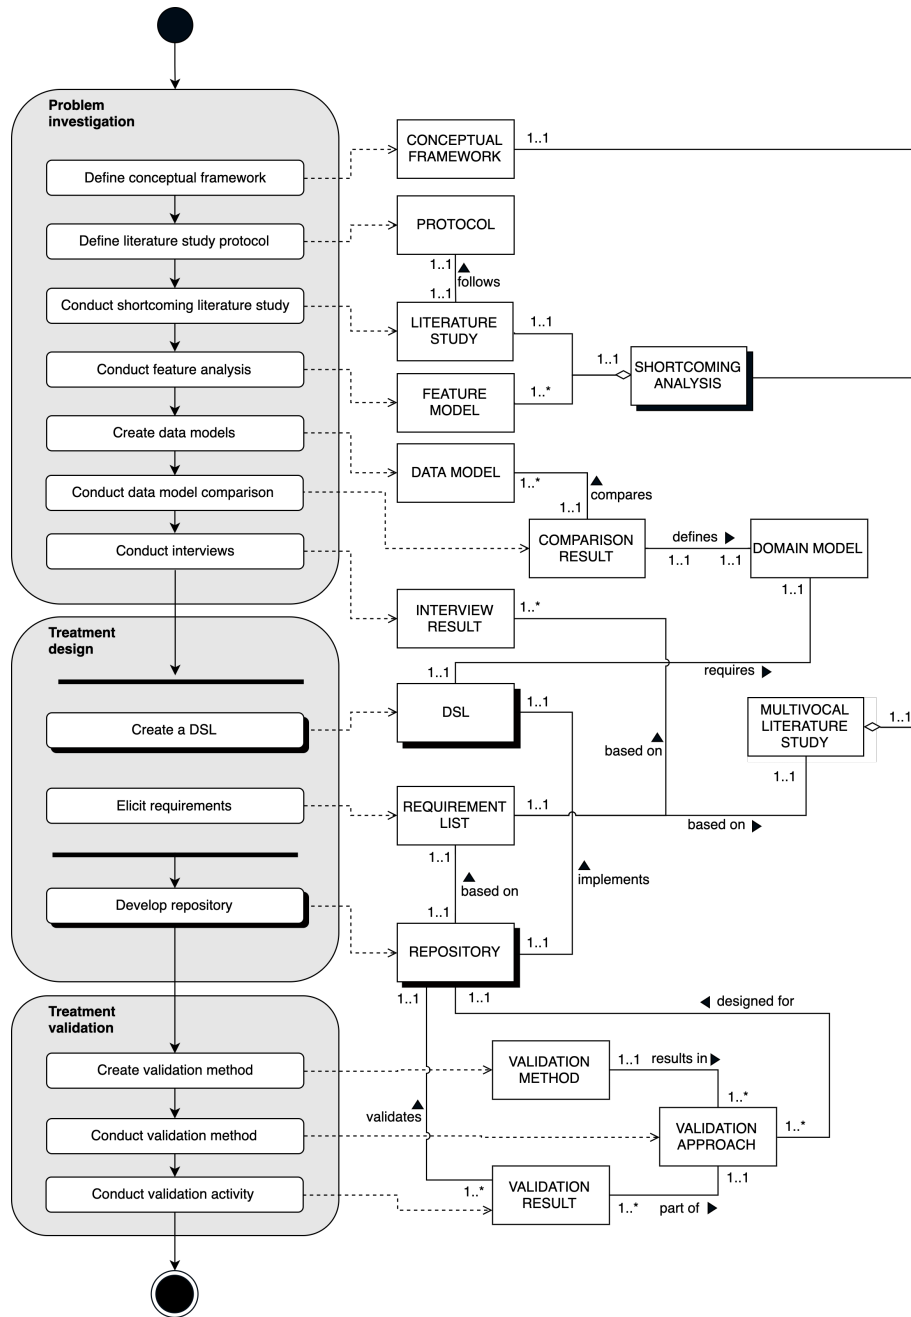 Problem
investigation
Define conceptual framework
Define literature study protocol
Conduct shortcoming literature study
Conduct feature analysis
Create data models
Conduct data model comparison
Conduct interviews
Treatment
design
Create a DSL
Elicit requirements
Develop repository
Treatment
validation
Create validation method
Conduct validation method
Conduct validation activity
CONCEPTUAL
FRAMEWORK
1..1
PROTOCOL
1..1
follows
1..1
LITERATURE
STUDY
1..1
FEATURE
MODEL
1..*
1..1
SHORTCOMING
ANALYSIS
DATA MODEL
1..*
compares
1..1
COMPARISON
RESULT
defines
1..1
1..1
DOMAIN MODEL
1..1
INTERVIEW
RESULT
1..*
requires
1..1
DSL
1..1
MULTIVOCAL
LITERATURE
STUDY
1..1
1..1
based on
REQUIREMENT
LIST
1..1
based on
1..1
based on
1..1
implements
REPOSITORY
1..1
1..1
1..1
designed for
VALIDATION
METHOD
1..1
results in
1..*
validates
VALIDATION
APPROACH
1..*
1..1
1..*
VALIDATION
RESULT
1..*
part of